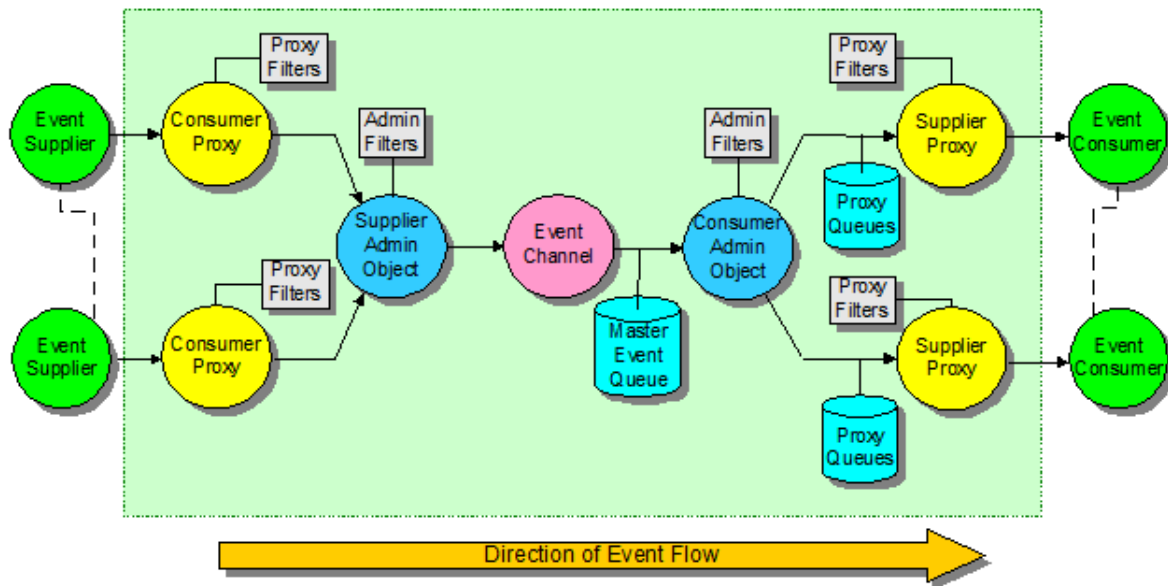 Proxy
Filters
Proxy
Filters
Event
Supplier
Consumer
Proxy
Admin
Filters
Admin
Filters
Supplier
Proxy
Event
Consumer
Proxy
Queues
Supplier
Admin
Object
Event
Channel
Consumer
Admin
Object
Proxy
Filters
Proxy
Filters
Event
Supplier
Consumer
Proxy
Master
Event
Queue
Supplier
Proxy
Event
Consumer
Proxy
Queues
Direction of Event Flow